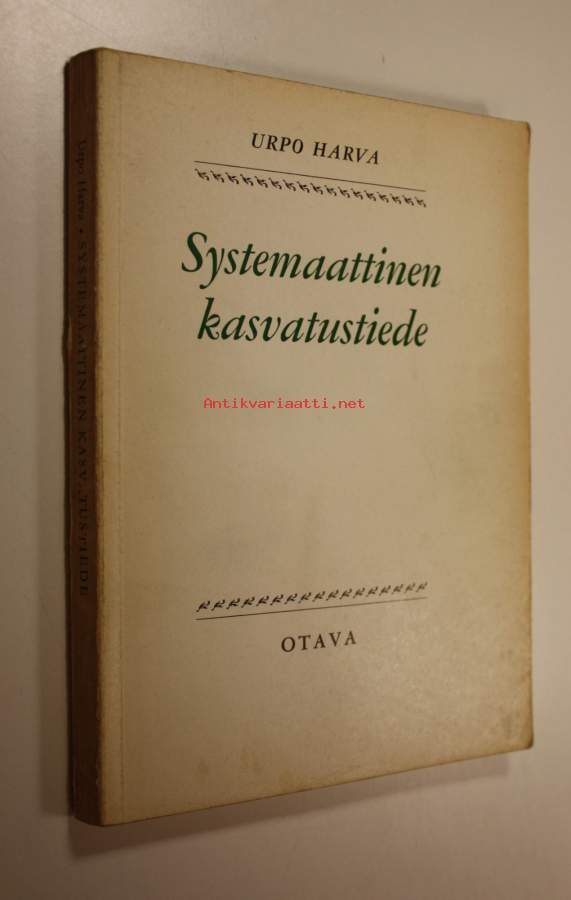 URPO HARVA
Systemaattinen
kasvatustiede
Antikvariaatti.net
OTAVA
Urpo Harva • SYSTEMAATTINEN KASVATUSTIEDE